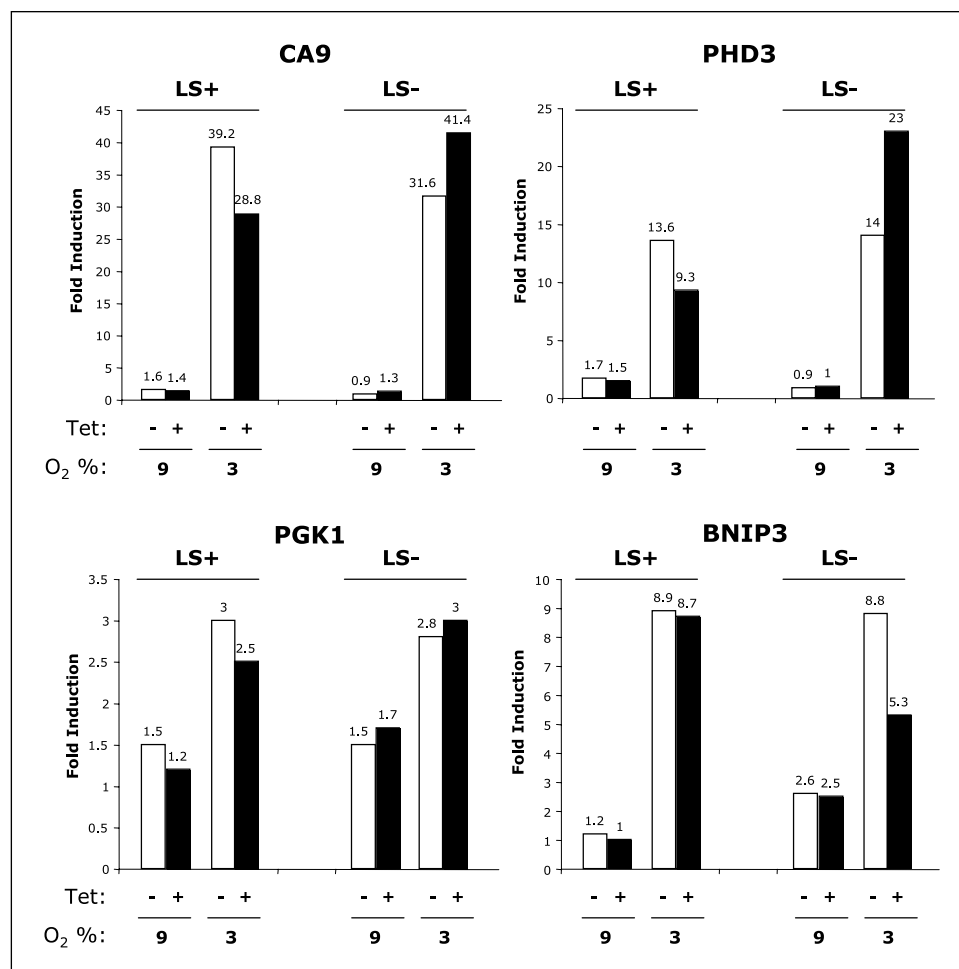 CA9
LS+ LS-
Fold Induction
45
40
35
30
25
20
15
10
5
0
1.6 1.4 39.2 28.8 0.9 1.3 31.6 41.4
Tet: - + - + - + - +
O2 %: 9 3 9 3
PHD3
LS+ LS-
Fold Induction
25
20
15
10
5
0
1.7 1.5 13.6 9.3 0.9 1 14 23
- + - + - + - +
9 3 9 3
PGK1
LS+ LS-
Fold Induction
3.5
3
2.5
2
1.5
1
0.5
0
1.5 1.2 3 2.5 1.5 1.7 2.8 3
Tet: - + - + - + - +
O2 %: 9 3 9 3
BNIP3
LS+ LS-
Fold Induction
10
9
8
7
6
5
4
3
2
1
0
1.2 1 8.9 8.7 2.6 2.5 8.8 5.3
- + - + - + - +
9 3 9 3